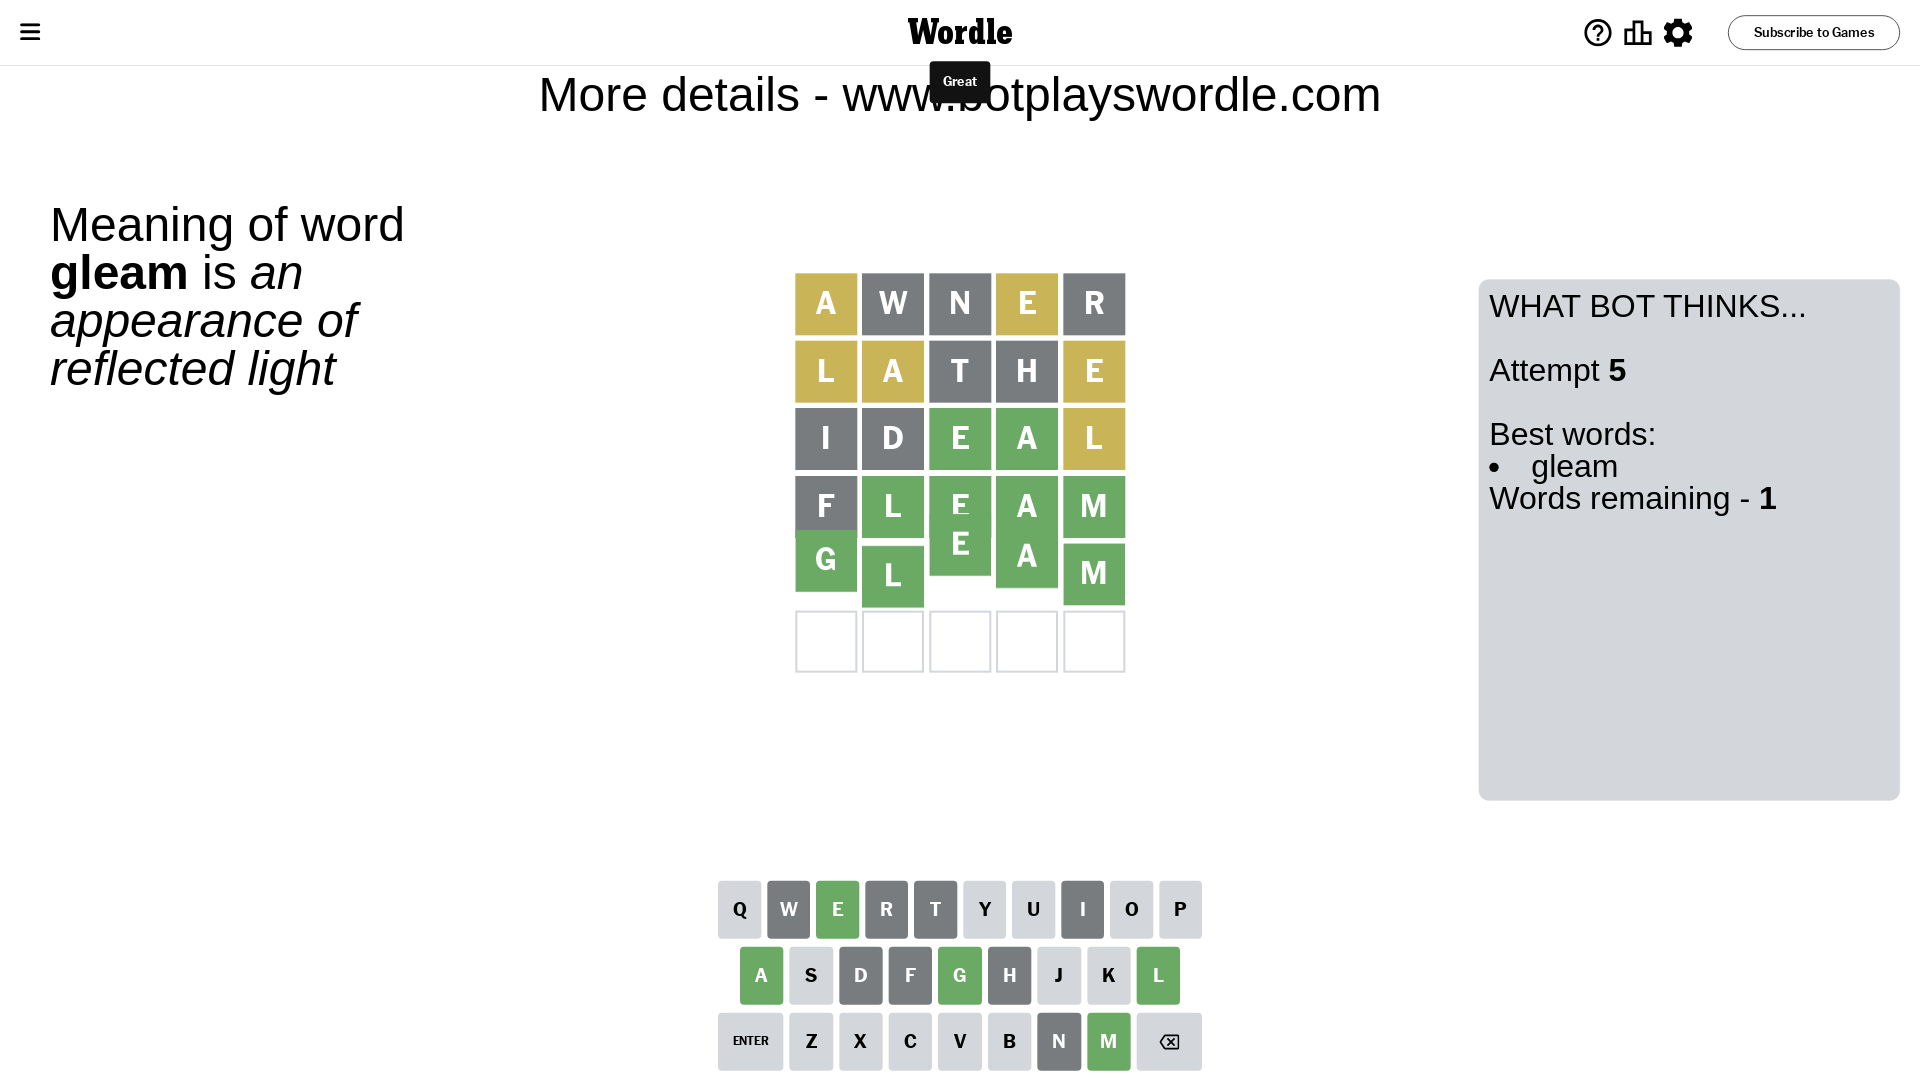 Wordle
Subscribe to Games
Great
More details - www.botplayswordle.com
Meaning of word
gleam is an
appearance of
reflected light
A W N E R
L A T H E
I D E A L
F L E A M
G L E A M
WHAT BOT THINKS...
Attempt 5
Best words:
• gleam
Words remaining - 1
Q W E R T Y U I O P
A S D F G H J K L
ENTER Z X C V B N M